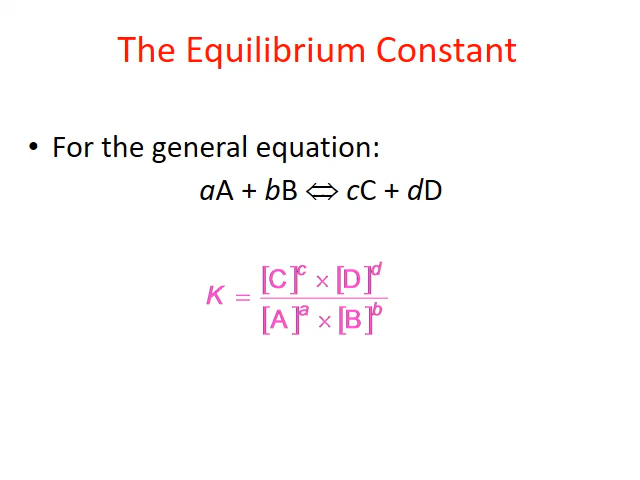 The Equilibrium Constant
• For the general equation:
aA + bB ⇔ cC + dD
K = [C]^c × [D]^d
[A]^a × [B]^b